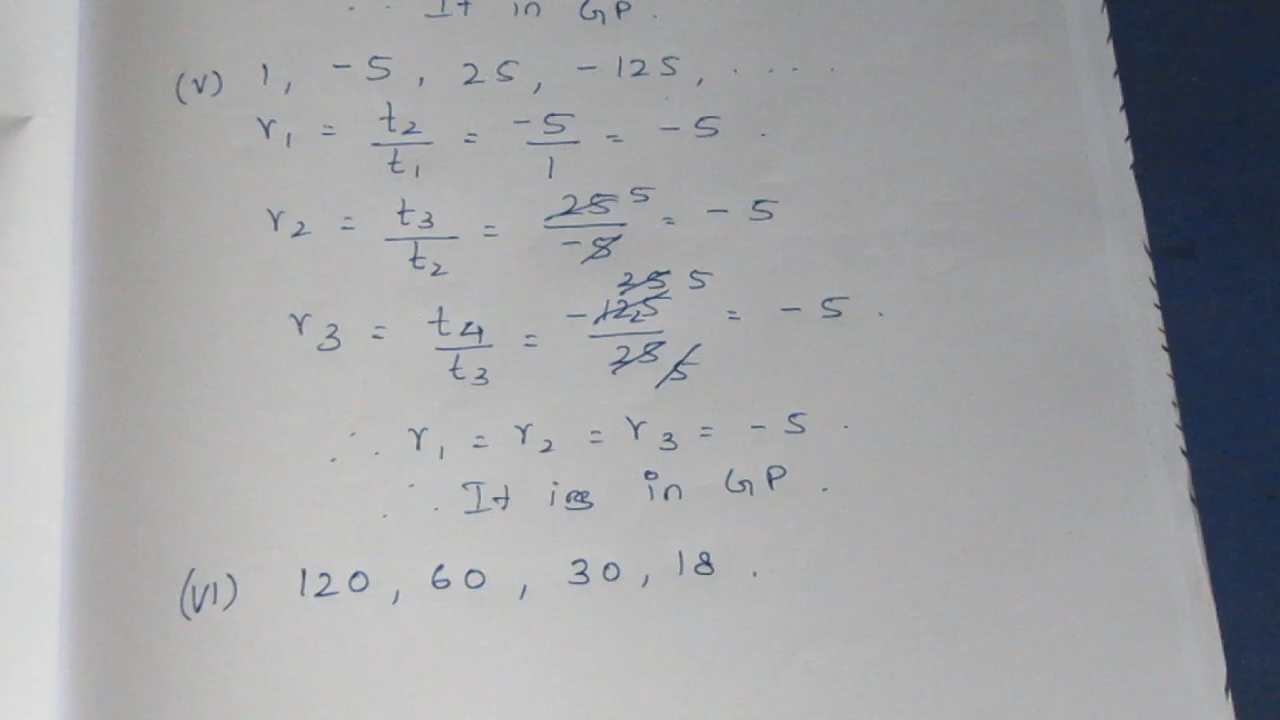 ∴ It in GP.
(V) 1, -5, 25, -125, ....
r₁ = t₂/t₁ = -5/1 = -5.
r₂ = t₃/t₂ = 25 5/-5 = -5
r₃ = t₄/t₃ = -125 25 5/25 5 = -5.
∴ r₁ = r₂ = r₃ = -5.
∴ It is in GP.
(VI) 120, 60, 30, 18.